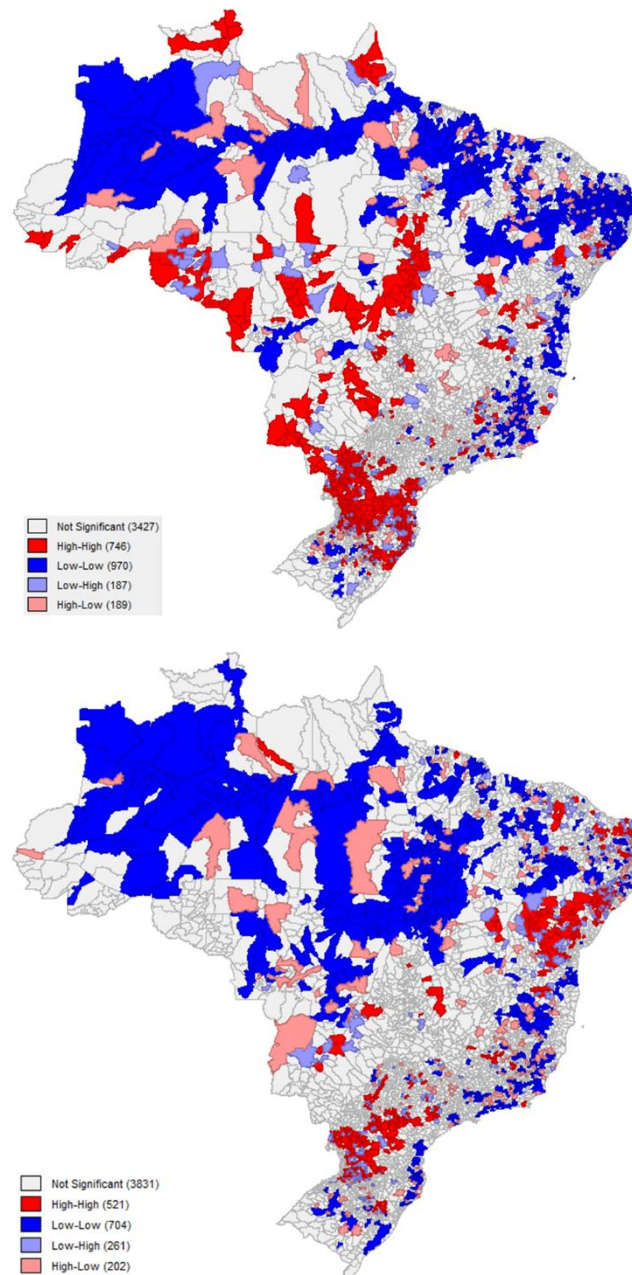 Not Significant (3427)
High-High (746)
Low-Low (970)
Low-High (187)
High-Low (189)
Not Significant (3831)
High-High (521)
Low-Low (704)
Low-High (261)
High-Low (202)